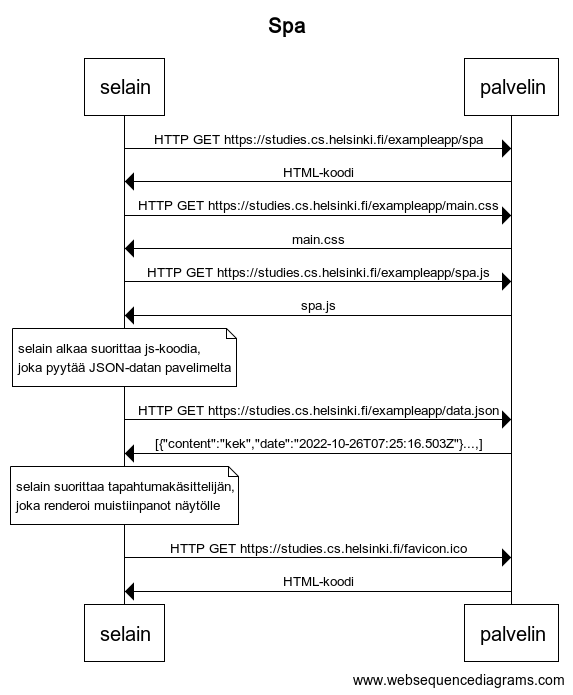 Spa
selain
palvelin
HTTP GET https://studies.cs.helsinki.fi/exampleapp/spa
HTML-koodi
HTTP GET https://studies.cs.helsinki.fi/exampleapp/main.css
main.css
HTTP GET https://studies.cs.helsinki.fi/exampleapp/spa.js
spa.js
selain alkaa suorittaa js-koodia,
joka pyytää JSON-datan pavelimelta
HTTP GET https://studies.cs.helsinki.fi/exampleapp/data.json
[{"content":"kek","date":"2022-10-26T07:25:16.503Z"}...,]
selain suorittaa tapahtumakäsittelijän,
joka renderoi muistiinpanot näytölle
HTTP GET https://studies.cs.helsinki.fi/favicon.ico
HTML-koodi
selain
palvelin
www.websequencediagrams.com